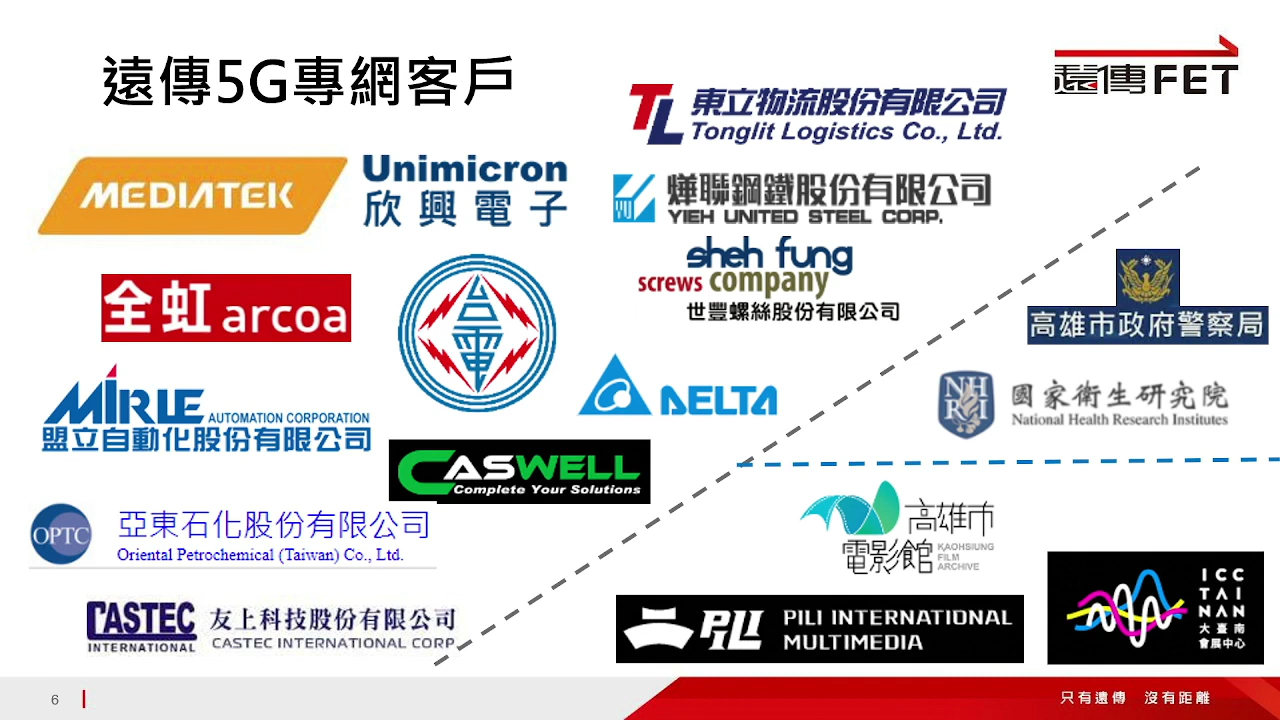 遠傳5G專網客戶
遠傳 FET
TL 東立物流股份有限公司
Tonglit Logistics Co., Ltd.
MEDIATEK
Unimicron
欣興電子
燁聯鋼鐵股份有限公司
YIEH UNITED STEEL CORP.
sheh fung
screws company
世豐螺絲股份有限公司
全虹 arcoa
台電
高雄市政府警察局
MIRLE AUTOMATION CORPORATION
盟立自動化股份有限公司
DELTA
NHRI
國家衛生研究院
National Health Research Institutes
CASWELL
Complete Your Solutions
OPTC
亞東石化股份有限公司
Oriental Petrochemical (Taiwan) Co., Ltd.
高雄市
電影館
KAOHSIUNG
FILM
ARCHIVE
CASTEC
INTERNATIONAL
友上科技股份有限公司
CASTEC INTERNATIONAL CORP.
PILI
PILI INTERNATIONAL
MULTIMEDIA
ICC
TAI
NAN
大臺南
會展中心
6
只有遠傳 沒有距離